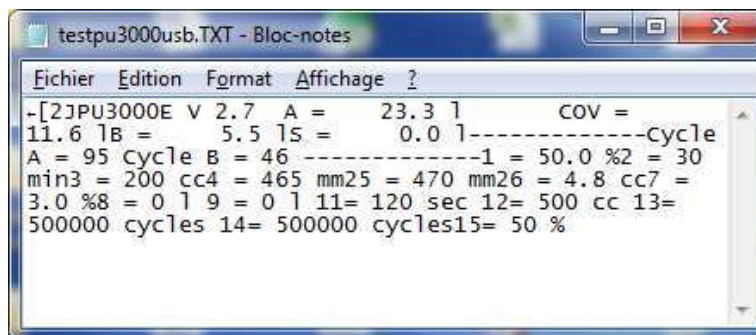 testpu3000usb.TXT - Bloc-notes
Fichier Edition Format Affichage ?
←[2JPU3000E V 2.7 A = 23.3 l COV =
11.6 lB = 5.5 lS = 0.0 l-------------Cycle
A = 95 Cycle B = 46 -------------1 = 50.0 %2 = 30
min3 = 200 cc4 = 465 mm25 = 470 mm26 = 4.8 cc7 =
3.0 %8 = 0 l 9 = 0 l 11= 120 sec 12= 500 cc 13=
500000 cycles 14= 500000 cycles15= 50 %